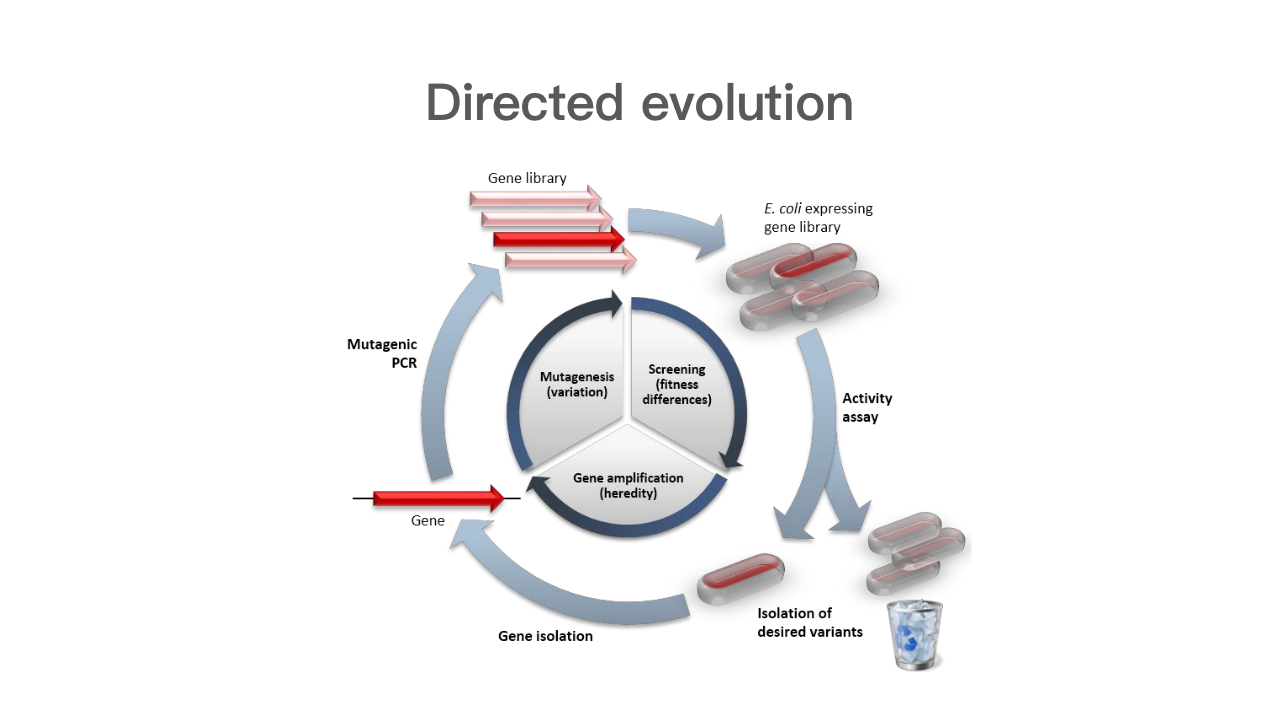 Directed evolution
Gene library
E. coli expressing
gene library
Mutagenic
PCR
Mutagenesis
(variation)
Screening
(fitness
differences)
Activity
assay
Gene amplification
(heredity)
Gene
Isolation of
desired variants
Gene isolation